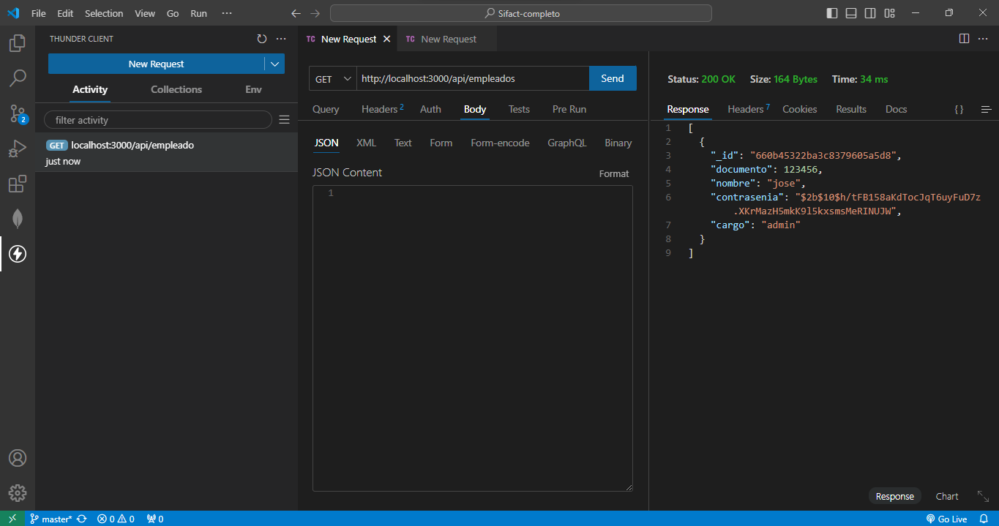 File Edit Selection View Go Run ··· Sifact-completo
THUNDER CLIENT ···
New Request
Activity Collections Env
filter activity
GET localhost:3000/api/empleado
just now
2
TC New Request TC New Request ···
GET http://localhost:3000/api/empleados Send
Query Headers 2 Auth Body Tests Pre Run
JSON XML Text Form Form-encode GraphQL Binary
JSON Content Format
1
Status: 200 OK Size: 164 Bytes Time: 34 ms
Response Headers 7 Cookies Results Docs { }
1 [
2 {
3 "_id": "660b45322ba3c8379605a5d8",
4 "documento": 123456,
5 "nombre": "jose",
6 "contrasenia": "$2b$10$h/tFB158aKdTocJqT6uyFuD7z
.XKrMazH5mkK9l5kxsmsMeRINUJW",
7 "cargo": "admin"
8 }
9 ]
Response Chart
master* 0 0 0 Go Live